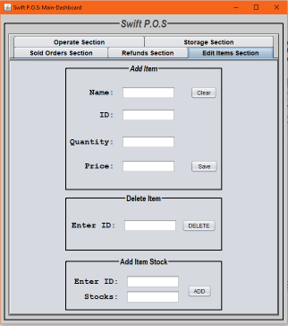 Swift P.O.S: Main-Dashboard
Swift P.O.S
Operate Section Storage Section
Sold Orders Section Refunds Section Edit Items Section
Add Item
Name: Clear
ID:
Quantity:
Price: Save
Delete Item
Enter ID: DELETE
Add Item Stock
Enter ID:
Stocks: ADD